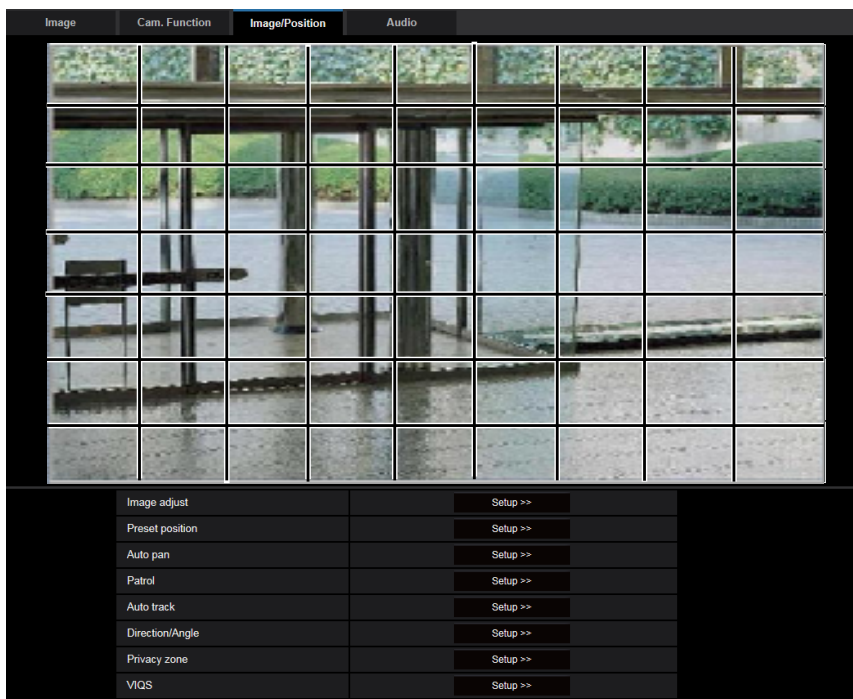 Image Cam. Function Image/Position Audio
Image adjust Setup >>
Preset position Setup >>
Auto pan Setup >>
Patrol Setup >>
Auto track Setup >>
Direction/Angle Setup >>
Privacy zone Setup >>
VIQS Setup >>